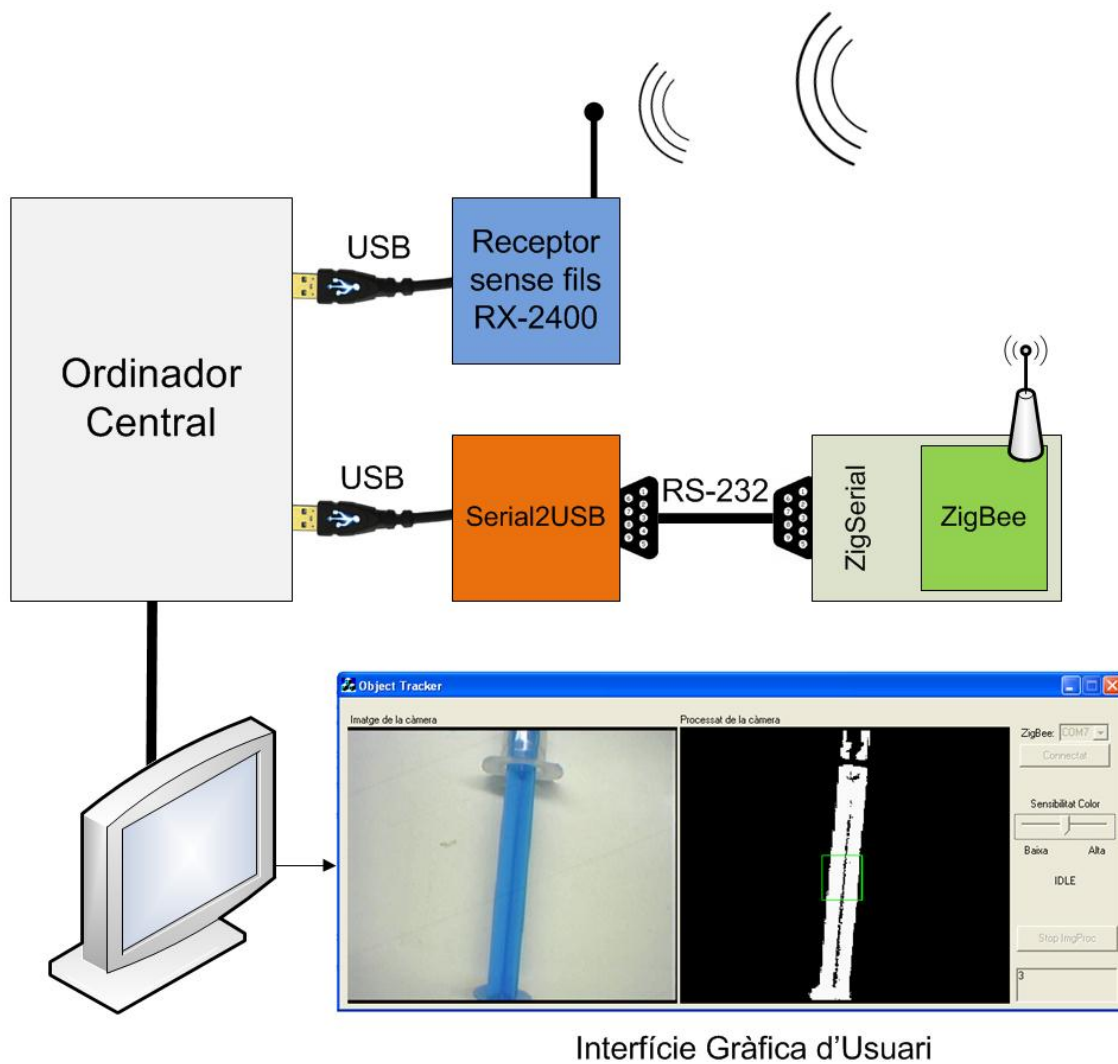 USB
Receptor
sense fils
RX-2400
Ordinador
Central
USB
Serial2USB
RS-232
ZigSerial
ZigBee
Object Tracker
Imatge de la càmera
Processat de la càmera
ZigBee: COM7
Connectat
Sensibilitat Color
Baixa Alta
IDLE
Stop ImgProc
3
Interfície Gràfica d'Usuari